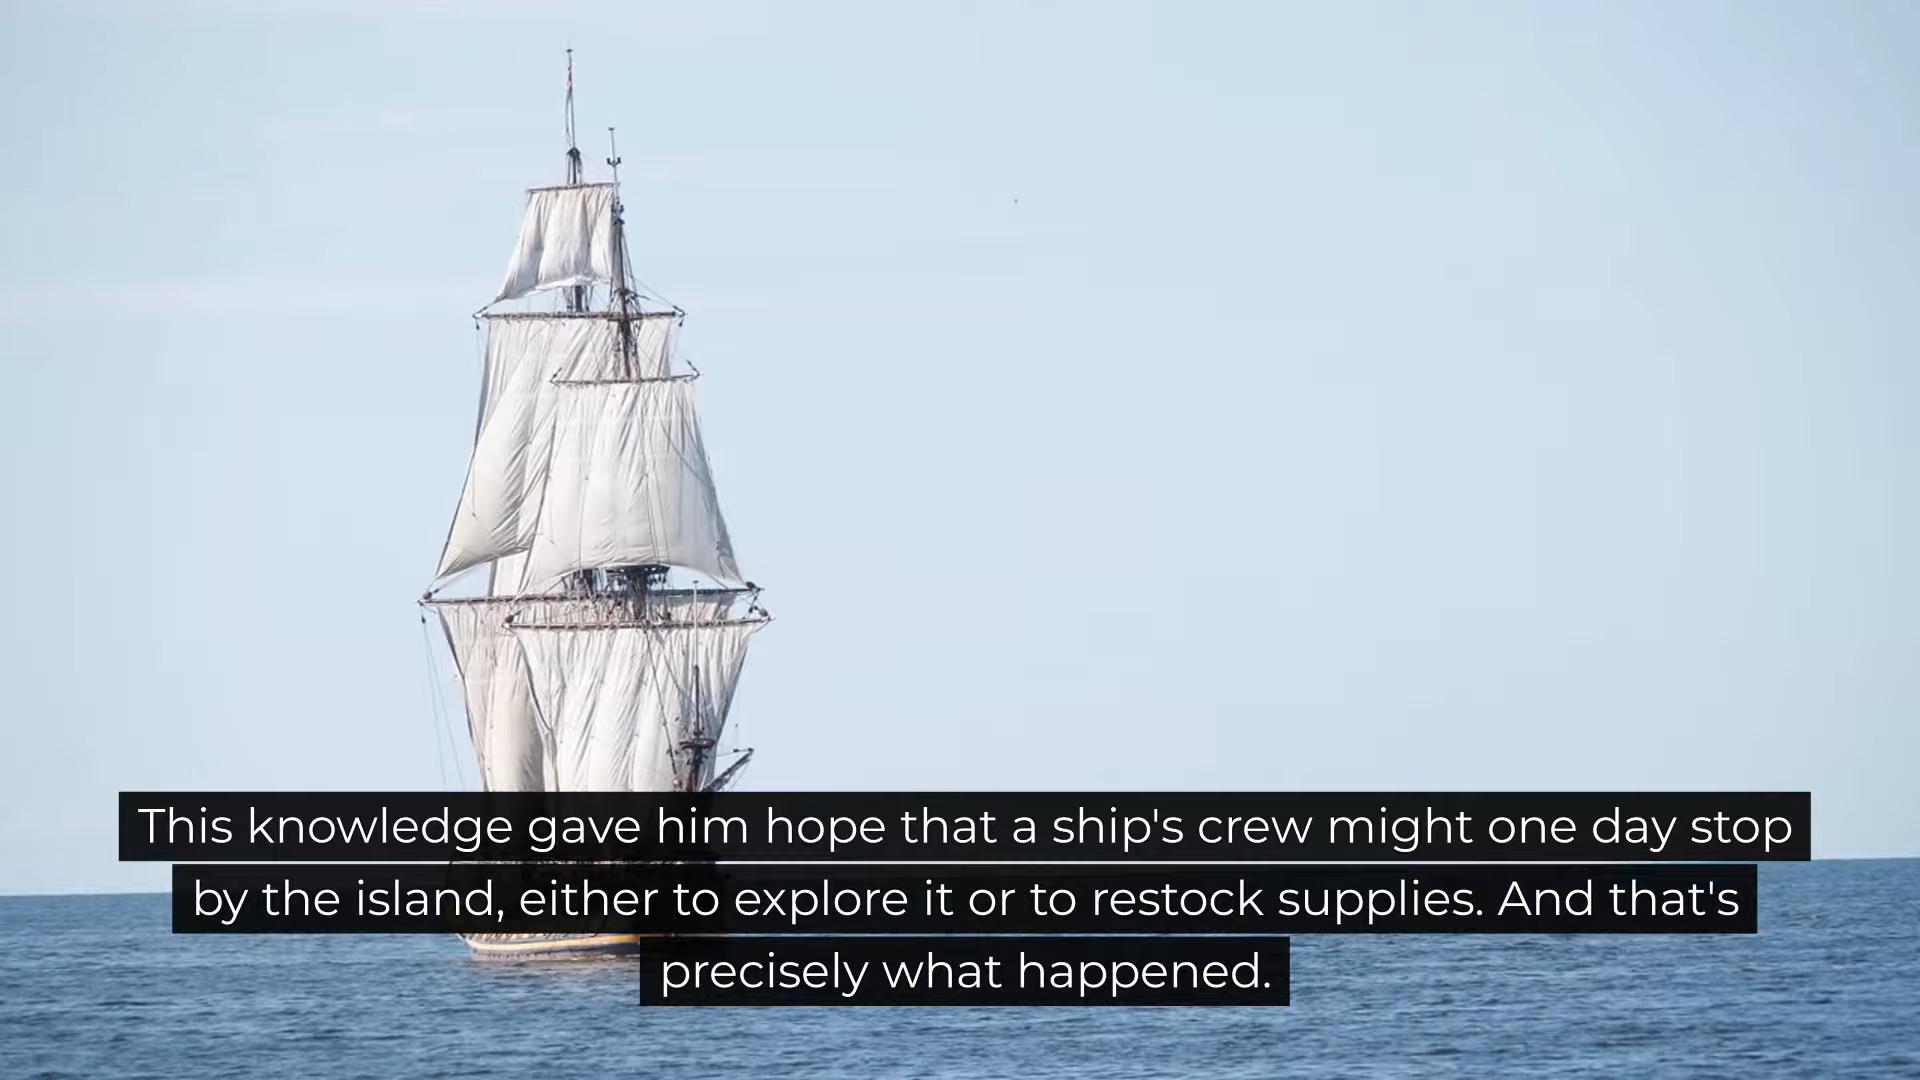 This knowledge gave him hope that a ship's crew might one day stop
by the island, either to explore it or to restock supplies. And that's
precisely what happened.